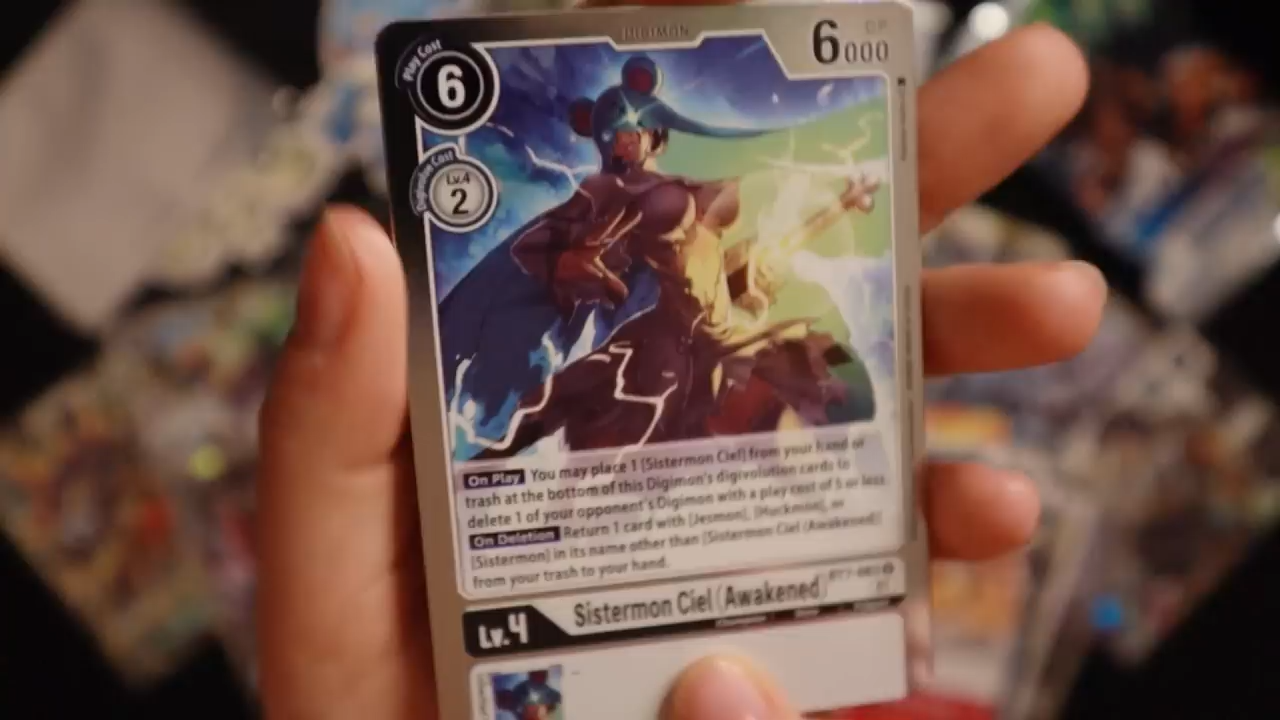 DIGIMON
Play Cost
6
DP
6000
Digivolve Cost
Lv.4
2
On Play You may place 1 [Sistermon Ciel] from your hand or
trash at the bottom of this Digimon's digivolution cards to
delete 1 of your opponent's Digimon with a play cost of 5 or less.
On Deletion Return 1 card with [Jesmon], [Huckmon], or
[Sistermon] in its name other than [Sistermon Ciel (Awakened)]
from your trash to your hand.
Sistermon Ciel (Awakened)
Lv.4
Champion